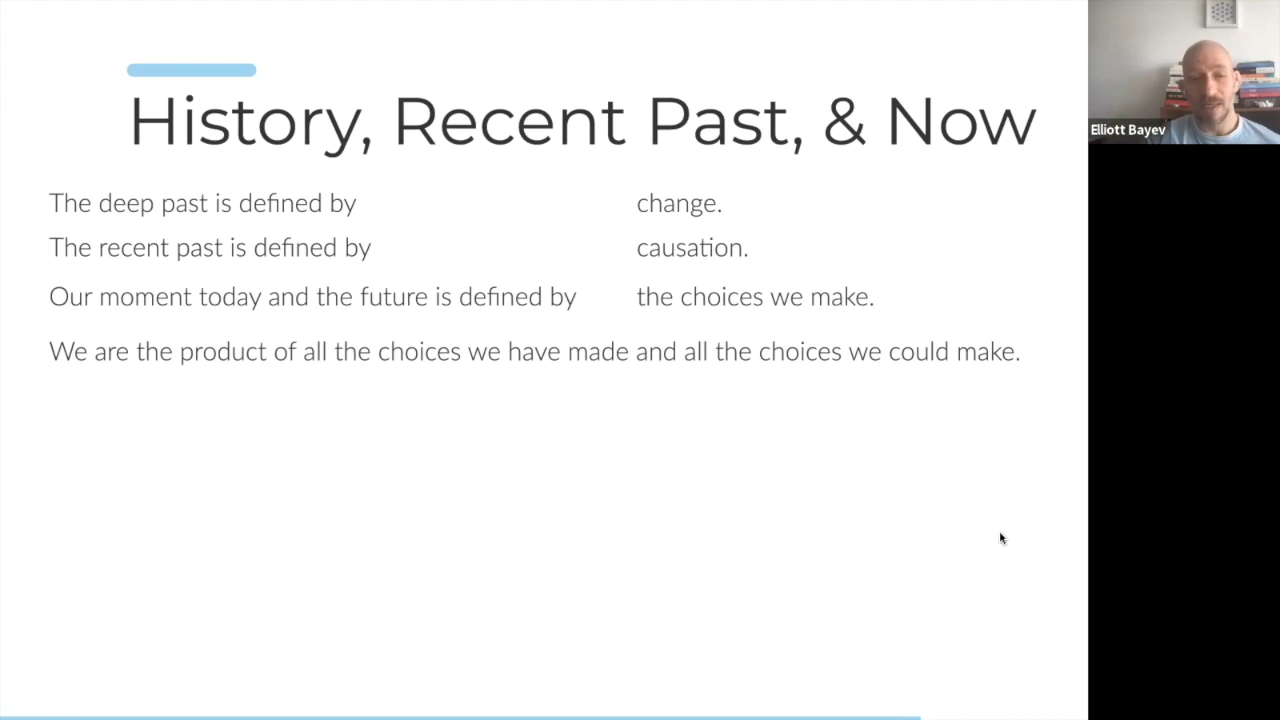 History, Recent Past, & Now
The deep past is defined by change.
The recent past is defined by causation.
Our moment today and the future is defined by the choices we make.
We are the product of all the choices we have made and all the choices we could make.
Elliott Bayev